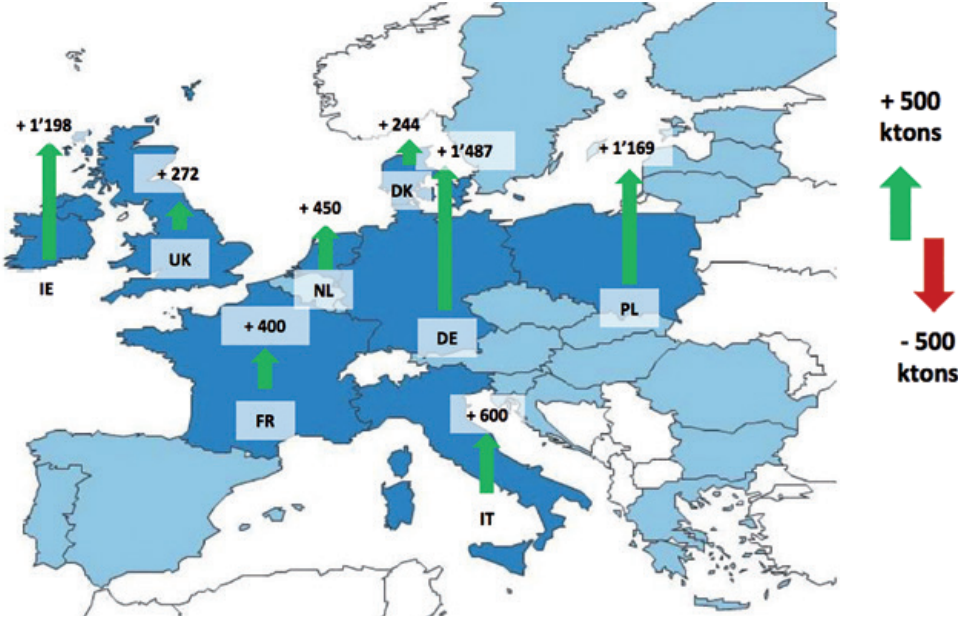 + 500
ktons
+ 1’198
+ 244
+ 1’487
+ 1’169
+ 272
DK
+ 450
UK
IE
NL
PL
+ 400
DE
- 500
ktons
FR
+ 600
IT